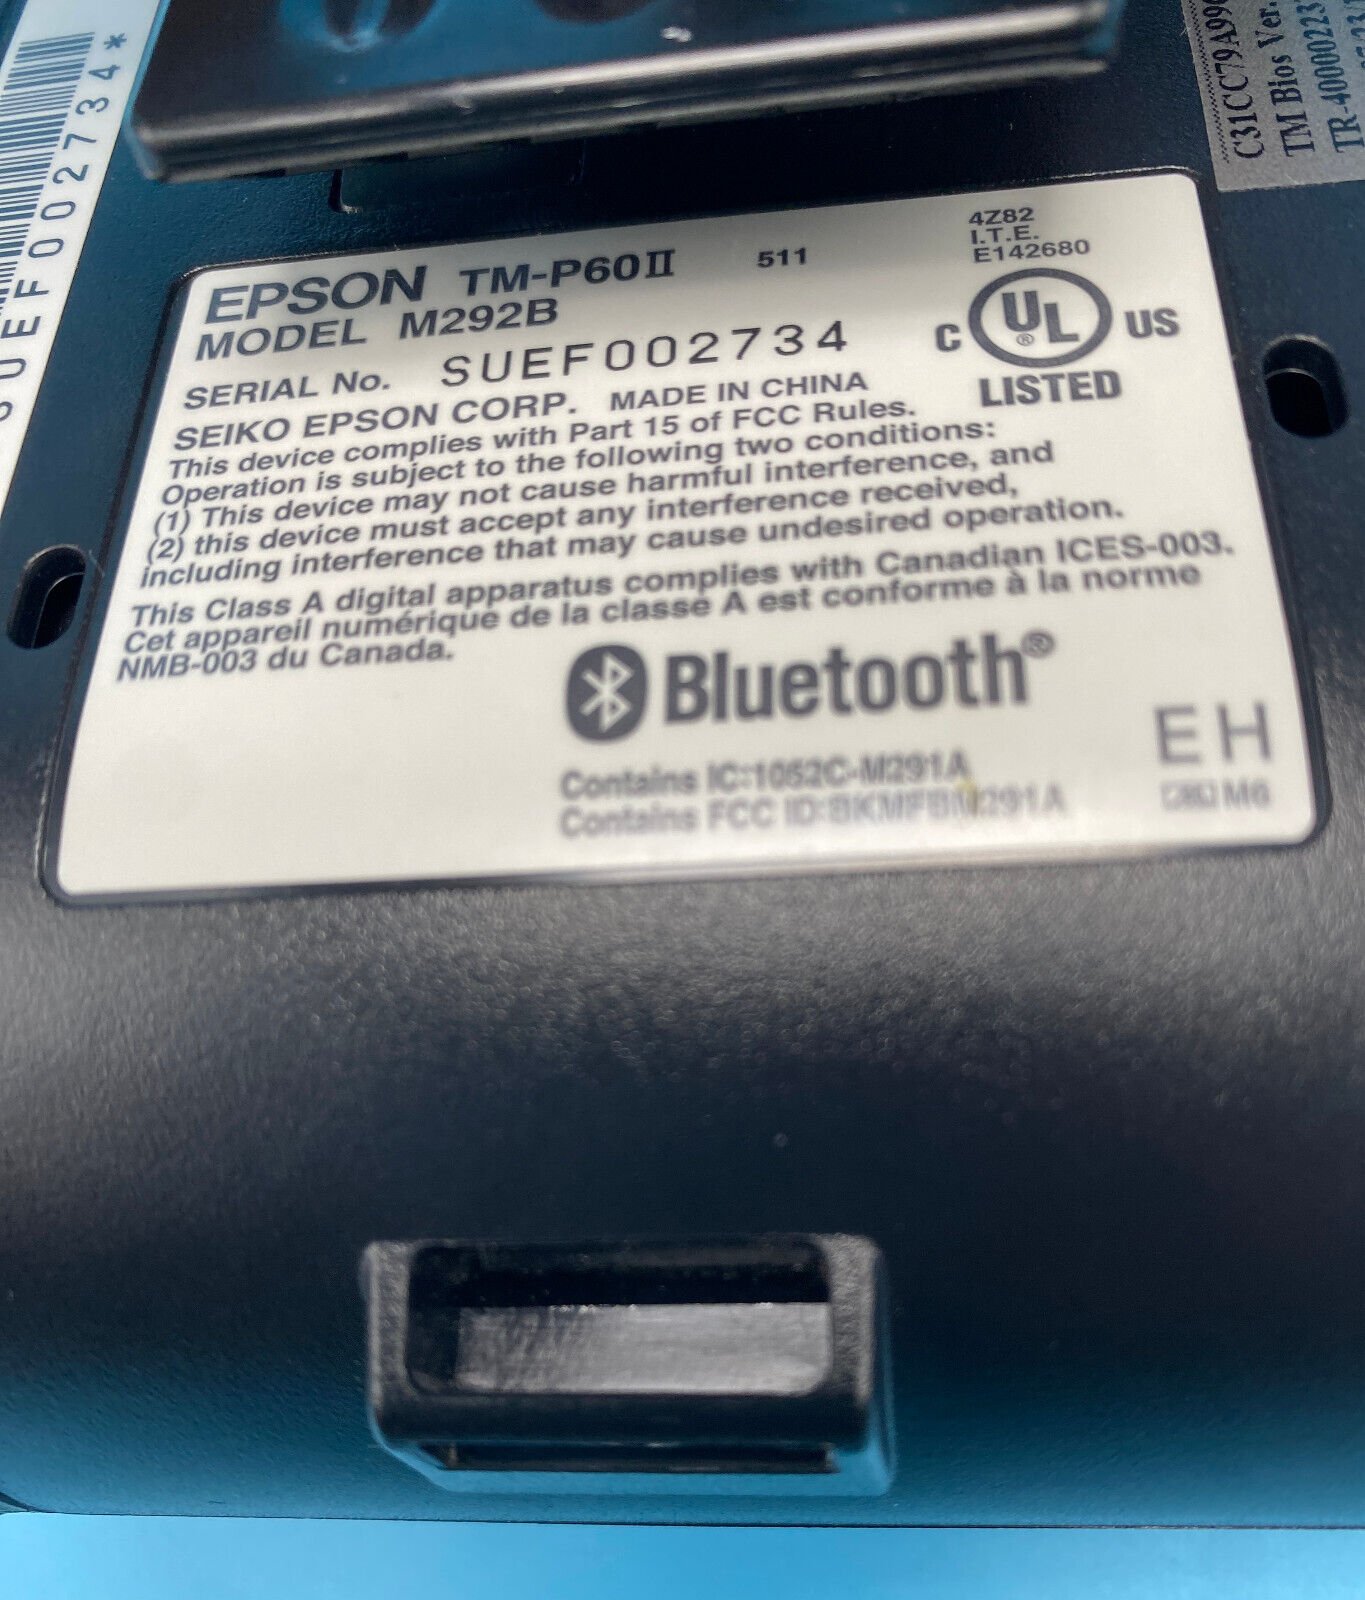 SUEF002734*
C31CC79A99
TM Bios Ver.
EPSON TM-P60II 511
MODEL M292B
SERIAL No. SUEF002734
4Z82
I.T.E.
E142680
C UL® US
LISTED
SEIKO EPSON CORP. MADE IN CHINA
This device complies with Part 15 of FCC Rules.
Operation is subject to the following two conditions:
(1) This device may not cause harmful interference, and
(2) this device must accept any interference received,
including interference that may cause undesired operation.
This Class A digital apparatus complies with Canadian ICES-003.
Cet appareil numérique de la classe A est conforme à la norme
NMB-003 du Canada.
Bluetooth®
Contains IC:1052C-M291A
Contains FCC ID:BKMFBM291A
EH
M6